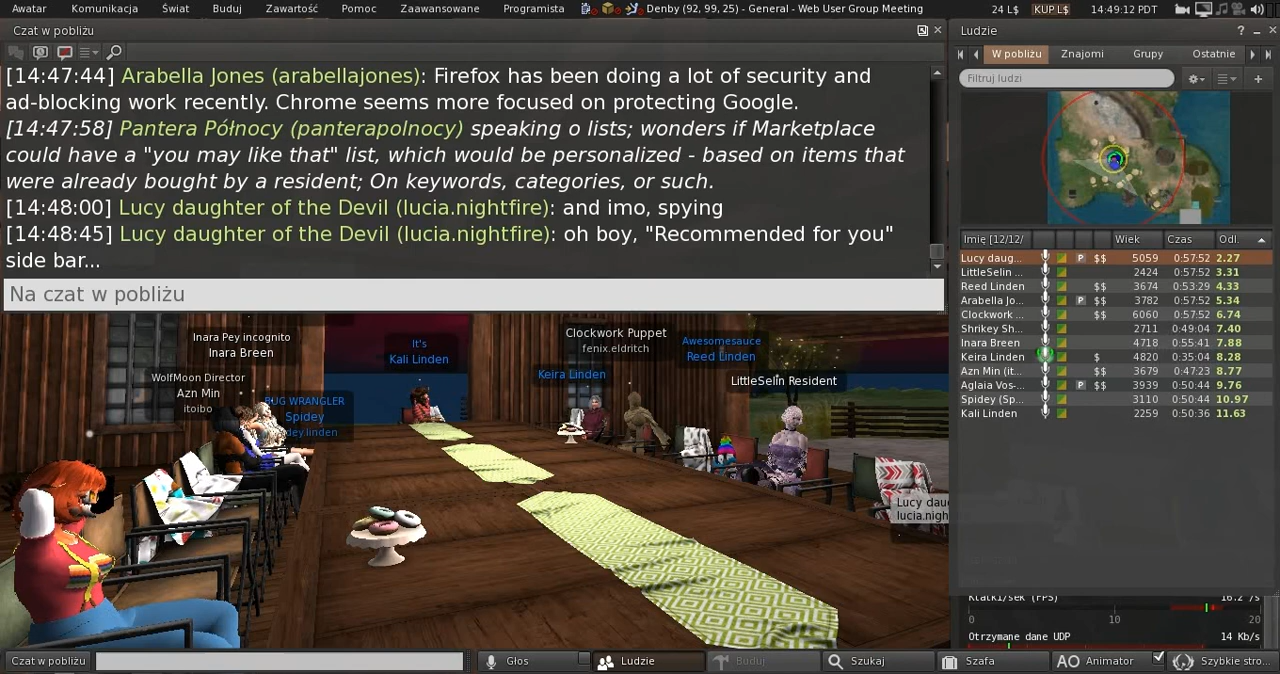 Awatar Komunikacja Świat Buduj Zawartość Pomoc Zaawansowane Programista Denby (92, 99, 25) - General - Web User Group Meeting 24 L$ KUP L$ 14:49:12 PDT
Czat w pobliżu
[14:47:44] Arabella Jones (arabellajones): Firefox has been doing a lot of security and
ad-blocking work recently. Chrome seems more focused on protecting Google.
[14:47:58] Pantera Północy (panterapolnocy) speaking o lists; wonders if Marketplace
could have a "you may like that" list, which would be personalized - based on items that
were already bought by a resident; On keywords, categories, or such.
[14:48:00] Lucy daughter of the Devil (lucia.nightfire): and imo, spying
[14:48:45] Lucy daughter of the Devil (lucia.nightfire): oh boy, "Recommended for you"
side bar...
Na czat w pobliżu
Inara Pey incognito
Inara Breen
WolfMoon Director
Azn Min
itoibo
BUG WRANGLER
Spidey
dey.linden
It's
Kali Linden
Clockwork Puppet
fenix.eldritch
Keira Linden
Awesomesauce
Reed Linden
LittleSelin Resident
Lucy dau
lucia.nigh
Ludzie
W pobliżu Znajomi Grupy Ostatnie
Filtruj ludzi
Imię [12/12/ Wiek Czas Odl.
Lucy daug... P $$ 5059 0:57:52 2.27
LittleSelin ... 2424 0:57:52 3.31
Reed Linden $$ 3674 0:53:29 4.33
Arabella Jo... P $$ 3782 0:57:52 5.34
Clockwork ... $$ 6060 0:57:52 6.74
Shrikey Sh... 2711 0:49:04 7.40
Inara Breen 4718 0:55:41 7.88
Keira Linden $ 4820 0:35:04 8.28
Azn Min (it... $$ 3679 0:47:23 8.77
Aglaia Vos-... P $$ 3939 0:50:44 9.76
Spidey (Sp... 3110 0:50:44 10.97
Kali Linden 2259 0:50:36 11.63
Klatki/sek (FPS) 16.2 /s
0 10 20
Otrzymane dane UDP 14 Kb/s
Czat w pobliżu Głos Ludzie Buduj Szukaj Szafa AO Animator Szybkie stro...